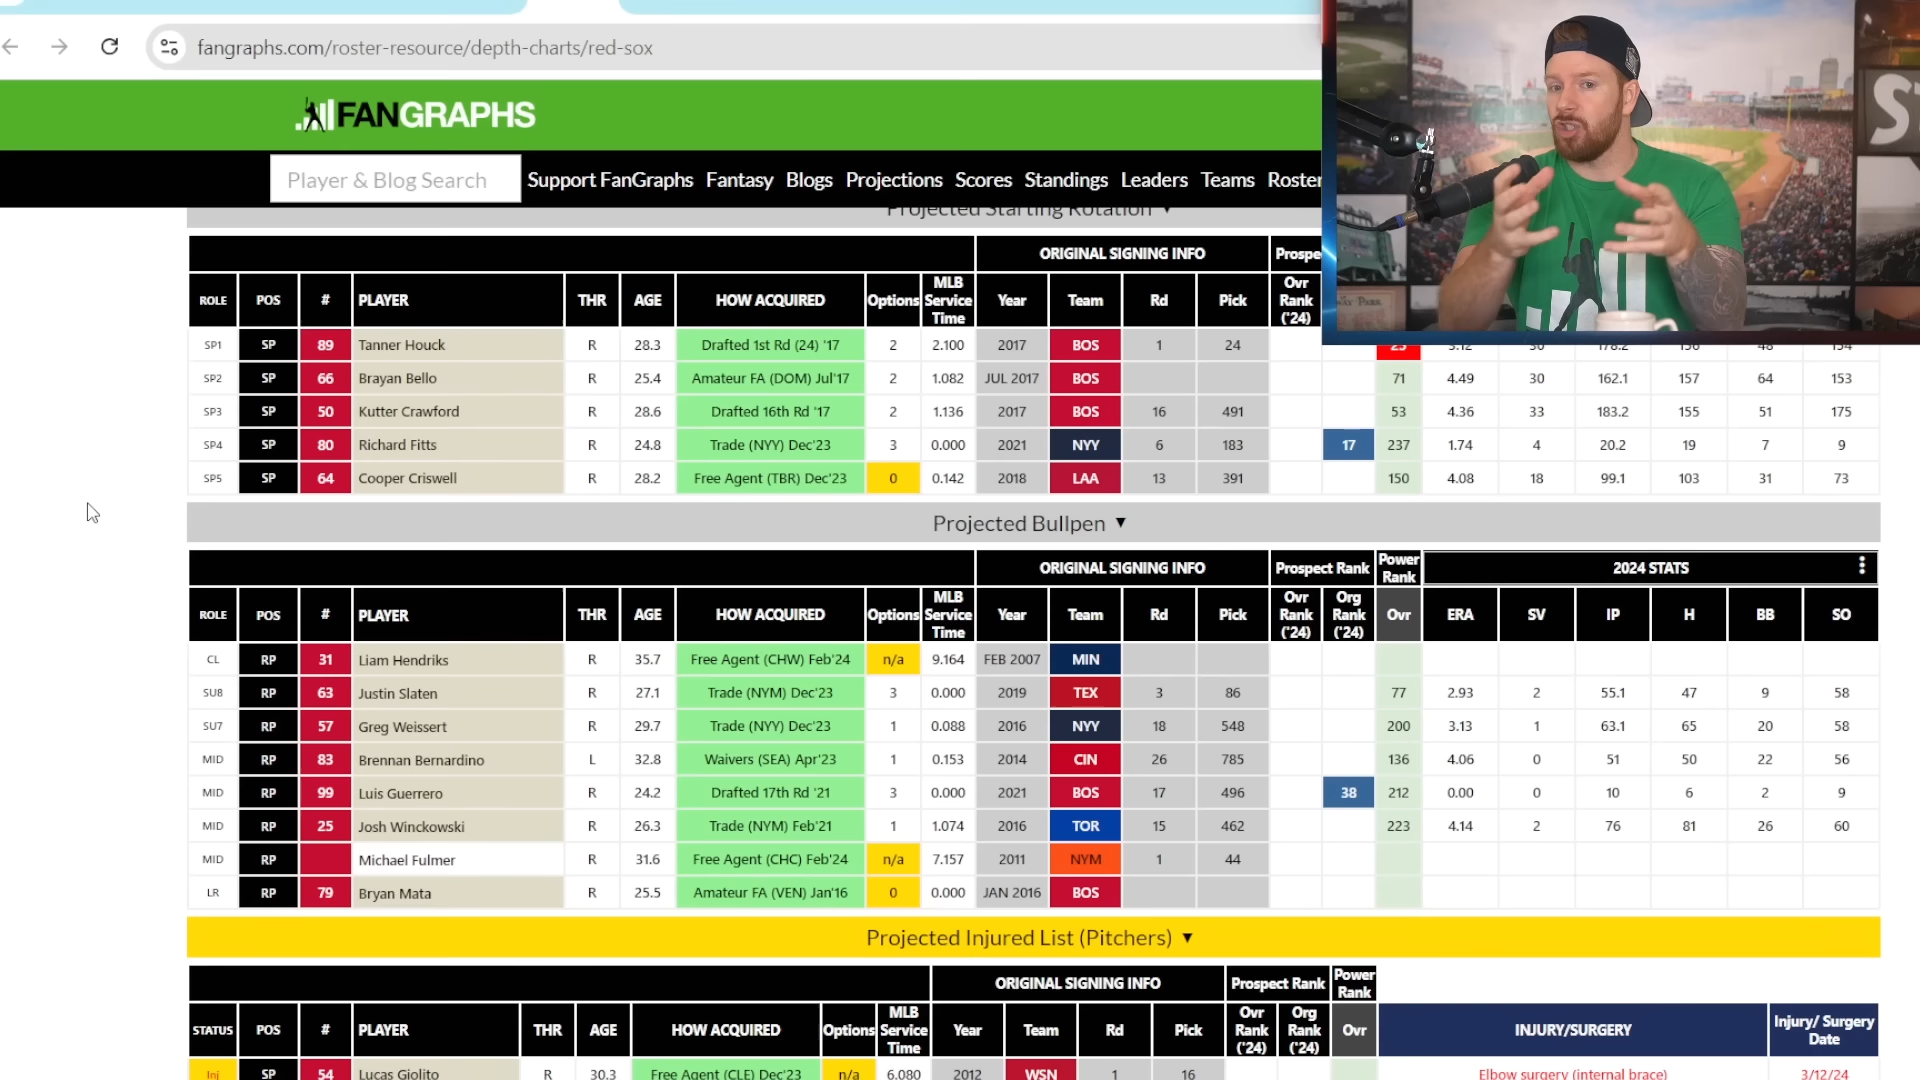 fangraphs.com/roster-resource/depth-charts/red-sox
FANGRAPHS
Player & Blog Search Support FanGraphs Fantasy Blogs Projections Scores Standings Leaders Teams Roster
Projected Starting Rotation ▼
ORIGINAL SIGNING INFO Prospe
ROLE POS # PLAYER THR AGE HOW ACQUIRED Options MLB Service Time Year Team Rd Pick Ovr Rank ('24)
SP1 SP 89 Tanner Houck R 28.3 Drafted 1st Rd (24) '17 2 2.100 2017 BOS 1 24 25 3.12 30 178.2 156 48 154
SP2 SP 66 Brayan Bello R 25.4 Amateur FA (DOM) Jul'17 2 1.082 JUL 2017 BOS 71 4.49 30 162.1 157 64 153
SP3 SP 50 Kutter Crawford R 28.6 Drafted 16th Rd '17 2 1.136 2017 BOS 16 491 53 4.36 33 183.2 155 51 175
SP4 SP 80 Richard Fitts R 24.8 Trade (NYY) Dec'23 3 0.000 2021 NYY 6 183 17 237 1.74 4 20.2 19 7 9
SP5 SP 64 Cooper Criswell R 28.2 Free Agent (TBR) Dec'23 0 0.142 2018 LAA 13 391 150 4.08 18 99.1 103 31 73
Projected Bullpen ▼
ORIGINAL SIGNING INFO Prospect Rank Power Rank 2024 STATS
ROLE POS # PLAYER THR AGE HOW ACQUIRED Options MLB Service Time Year Team Rd Pick Ovr Rank ('24) Org Rank ('24) Ovr ERA SV IP H BB SO
CL RP 31 Liam Hendriks R 35.7 Free Agent (CHW) Feb'24 n/a 9.164 FEB 2007 MIN
SU8 RP 63 Justin Slaten R 27.1 Trade (NYM) Dec'23 3 0.000 2019 TEX 3 86 77 2.93 2 55.1 47 9 58
SU7 RP 57 Greg Weissert R 29.7 Trade (NYY) Dec'23 1 0.088 2016 NYY 18 548 200 3.13 1 63.1 65 20 58
MID RP 83 Brennan Bernardino L 32.8 Waivers (SEA) Apr'23 1 0.153 2014 CIN 26 785 136 4.06 0 51 50 22 56
MID RP 99 Luis Guerrero R 24.2 Drafted 17th Rd '21 3 0.000 2021 BOS 17 496 38 212 0.00 0 10 6 2 9
MID RP 25 Josh Winckowski R 26.3 Trade (NYM) Feb'21 1 1.074 2016 TOR 15 462 223 4.14 2 76 81 26 60
MID RP Michael Fulmer R 31.6 Free Agent (CHC) Feb'24 n/a 7.157 2011 NYM 1 44
LR RP 79 Bryan Mata R 25.5 Amateur FA (VEN) Jan'16 0 0.000 JAN 2016 BOS
Projected Injured List (Pitchers) ▼
ORIGINAL SIGNING INFO Prospect Rank Power Rank
STATUS POS # PLAYER THR AGE HOW ACQUIRED Options MLB Service Time Year Team Rd Pick Ovr Rank ('24) Org Rank ('24) Ovr INJURY/SURGERY Injury/ Surgery Date
Inj SP 54 Lucas Giolito R 30.3 Free Agent (CLE) Dec'23 n/a 6.080 2012 WSN 1 16 Elbow surgery (internal brace) 3/12/24